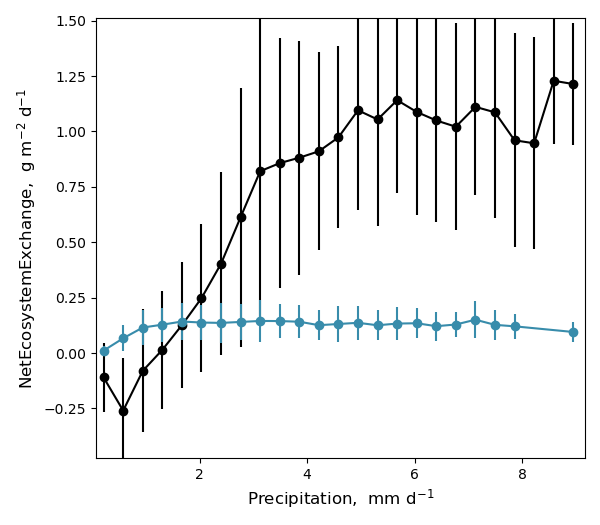 1.50
1.25
1.00
0.75
0.50
0.25
0.00
−0.25
NetEcosystemExchange, g m⁻² d⁻¹
2 4 6 8
Precipitation, mm d⁻¹